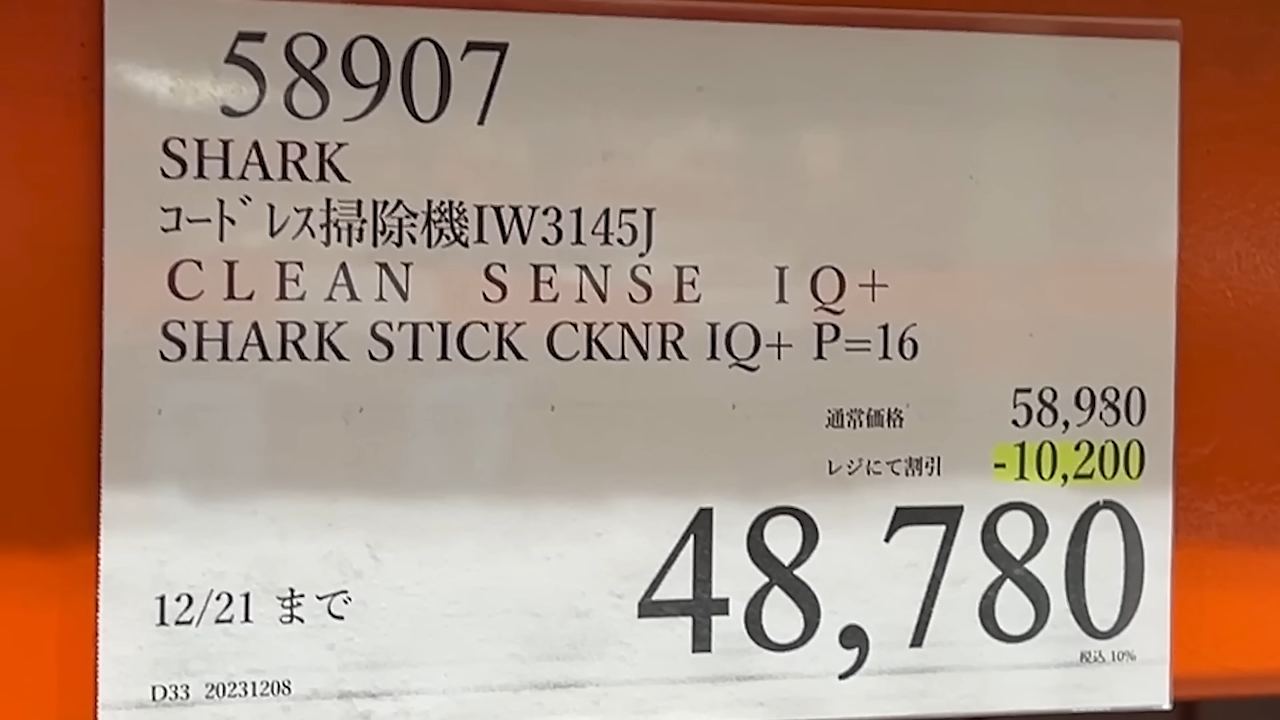 58907
SHARK
ｺｰﾄﾞﾚｽ掃除機IW3145J
ＣＬＥＡＮ　ＳＥＮＳＥ　ＩＱ＋
SHARK STICK CKNR IQ+ P=16
通常価格 58,980
レジにて割引 -10,200
48,780
税込 10%
12/21 まで
D33 20231208